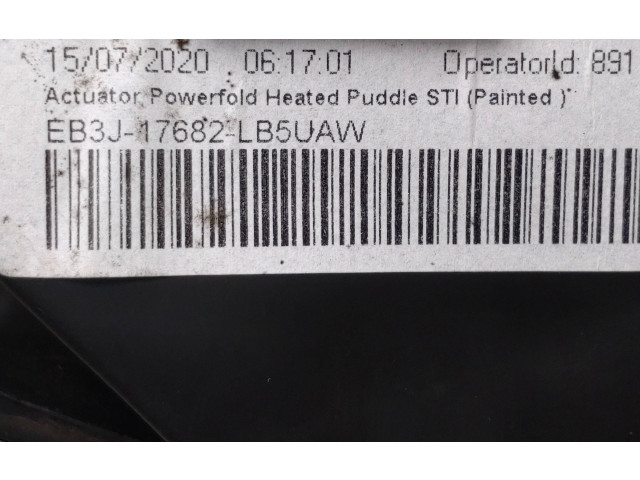 15/07/2020 06:17:01 OperatorId: 891
Actuator, Powerfold Heated Puddle STI (Painted )
EB3J-17682-LB5UAW